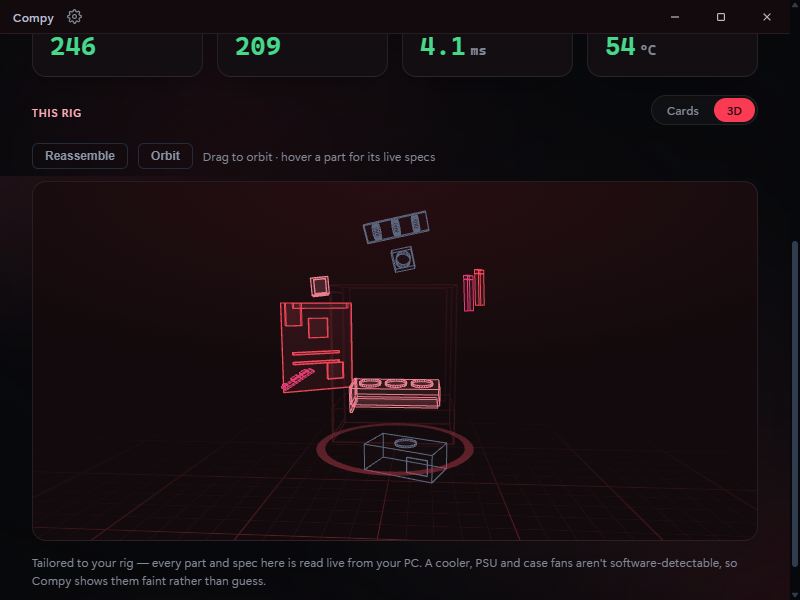 Compy
246
209
4.1 ms
54 °C
THIS RIG
Cards
3D
Reassemble
Orbit
Drag to orbit · hover a part for its live specs
Tailored to your rig — every part and spec here is read live from your PC. A cooler, PSU and case fans aren't software-detectable, so
Compy shows them faint rather than guess.